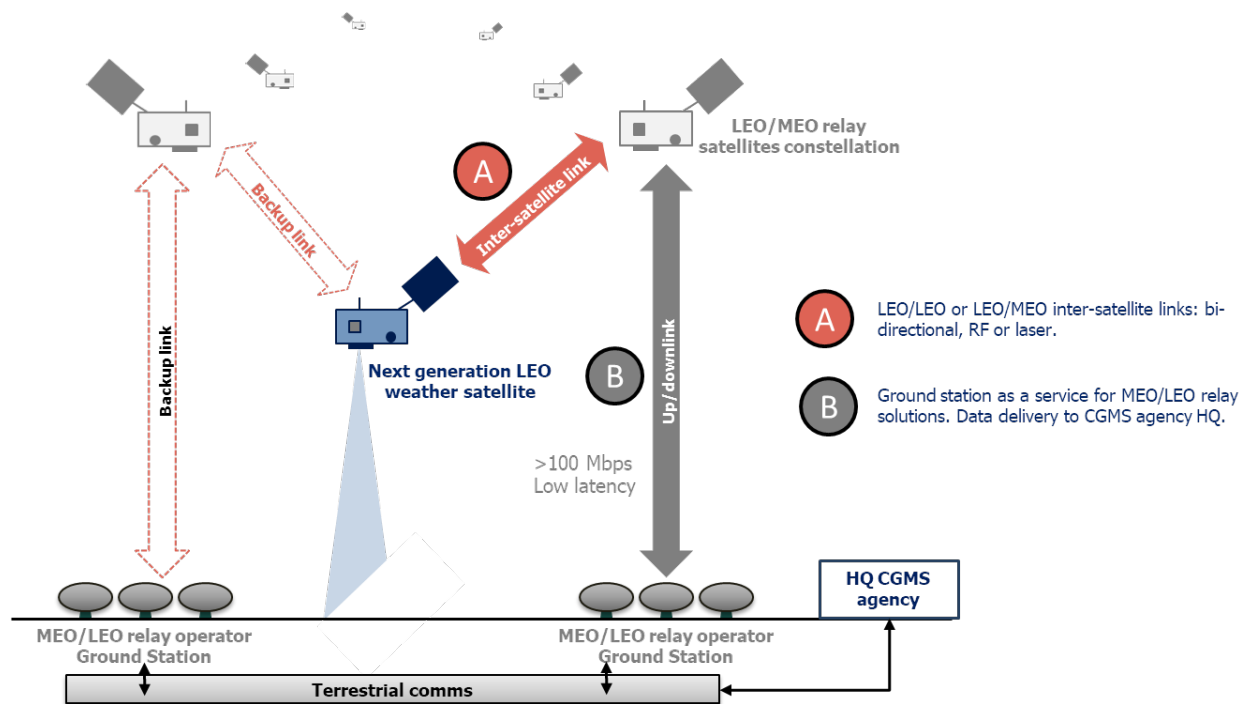 LEO/MEO relay
satellites constellation
A
Inter-satellite link
Backup link
Backup link
Next generation LEO
weather satellite
B
Up/downlink
>100 Mbps
Low latency
A
LEO/LEO or LEO/MEO inter-satellite links: bi-
directional, RF or laser.
B
Ground station as a service for MEO/LEO relay
solutions. Data delivery to CGMS agency HQ.
HQ CGMS
agency
MEO/LEO relay operator
Ground Station
MEO/LEO relay operator
Ground Station
Terrestrial comms